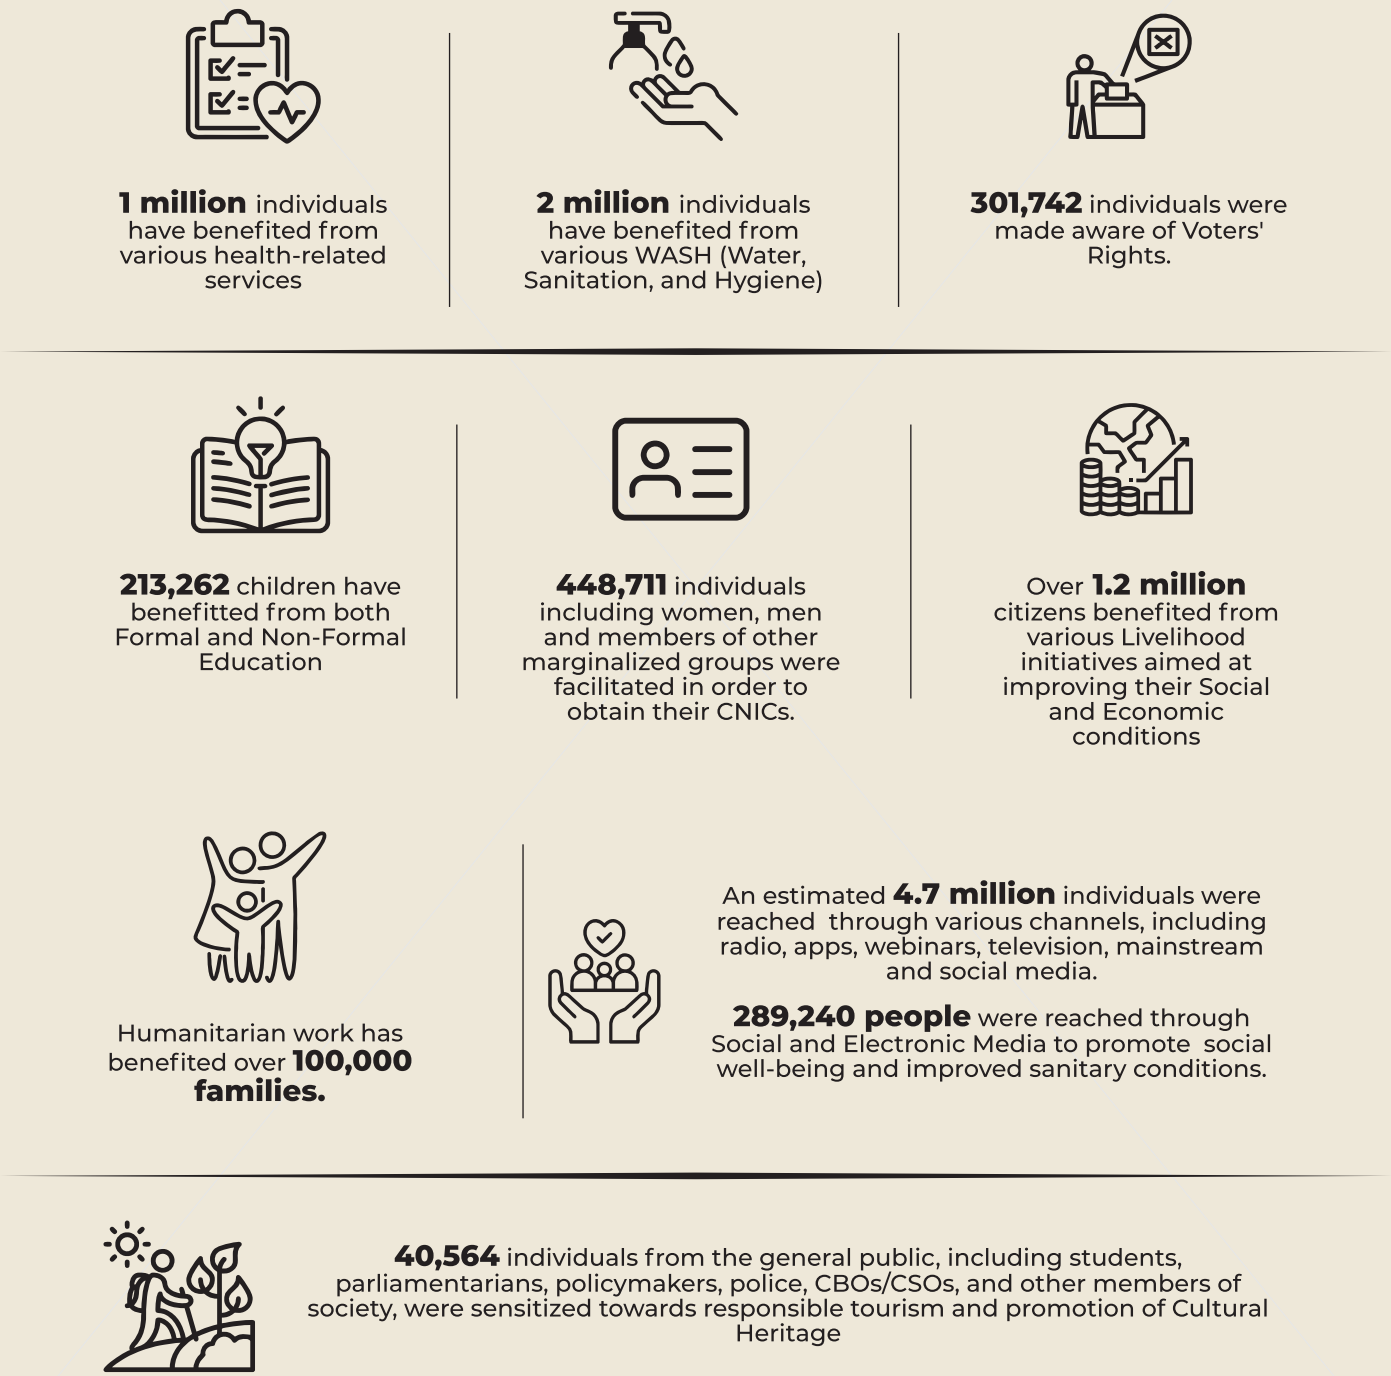 1 million individuals
have benefited from
various health-related
services
2 million individuals
have benefited from
various WASH (Water,
Sanitation, and Hygiene)
301,742 individuals were
made aware of Voters'
Rights.
213,262 children have
benefitted from both
Formal and Non-Formal
Education
448,711 individuals
including women, men
and members of other
marginalized groups were
facilitated in order to
obtain their CNICs.
Over 1.2 million
citizens benefited from
various Livelihood
initiatives aimed at
improving their Social
and Economic
conditions
Humanitarian work has
benefited over 100,000
families.
An estimated 4.7 million individuals were
reached  through various channels, including
radio, apps, webinars, television, mainstream
and social media.
289,240 people were reached through
Social and Electronic Media to promote  social
well-being and improved sanitary conditions.
40,564 individuals from the general public, including students,
parliamentarians, policymakers, police, CBOs/CSOs, and other members of
society, were sensitized towards responsible tourism and promotion of Cultural
Heritage